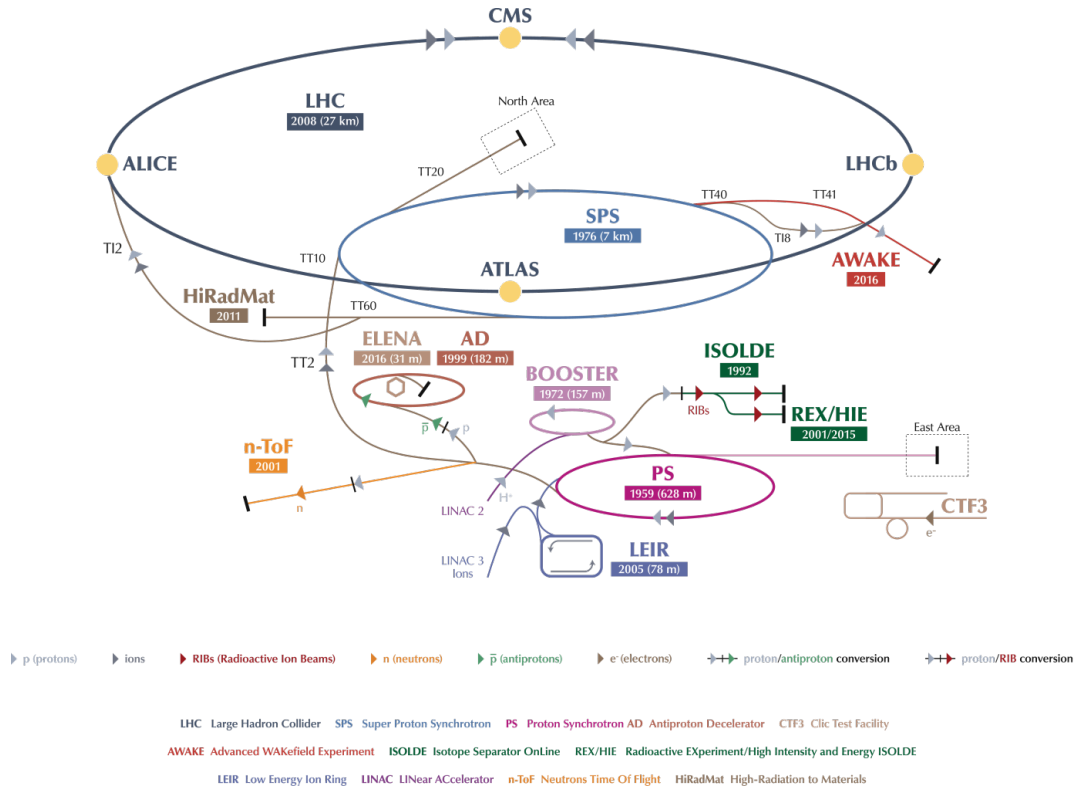 CMS
LHC
2008 (27 km)
North Area
ALICE
LHCb
TT20
TT40
TT41
SPS
1976 (7 km)
TI8
TI2
TT10
ATLAS
AWAKE
2016
HiRadMat
2011
TT60
ELENA
2016 (31 m)
AD
1999 (182 m)
TT2
ISOLDE
1992
BOOSTER
1972 (157 m)
RIBs
REX/HIE
2001/2015
p̅
p
East Area
n-ToF
2001
PS
1959 (628 m)
n
H⁺
LINAC 2
CTF3
e⁻
LEIR
2005 (78 m)
LINAC 3
Ions
p (protons) ions RIBs (Radioactive Ion Beams) n (neutrons) p̅ (antiprotons) e⁻ (electrons) proton/antiproton conversion proton/RIB conversion
LHC Large Hadron Collider SPS Super Proton Synchrotron PS Proton Synchrotron AD Antiproton Decelerator CTF3 Clic Test Facility
AWAKE Advanced WAKefield Experiment ISOLDE Isotope Separator OnLine REX/HIE Radioactive EXperiment/High Intensity and Energy ISOLDE
LEIR Low Energy Ion Ring LINAC LINear ACcelerator n-ToF Neutrons Time Of Flight HiRadMat High-Radiation to Materials